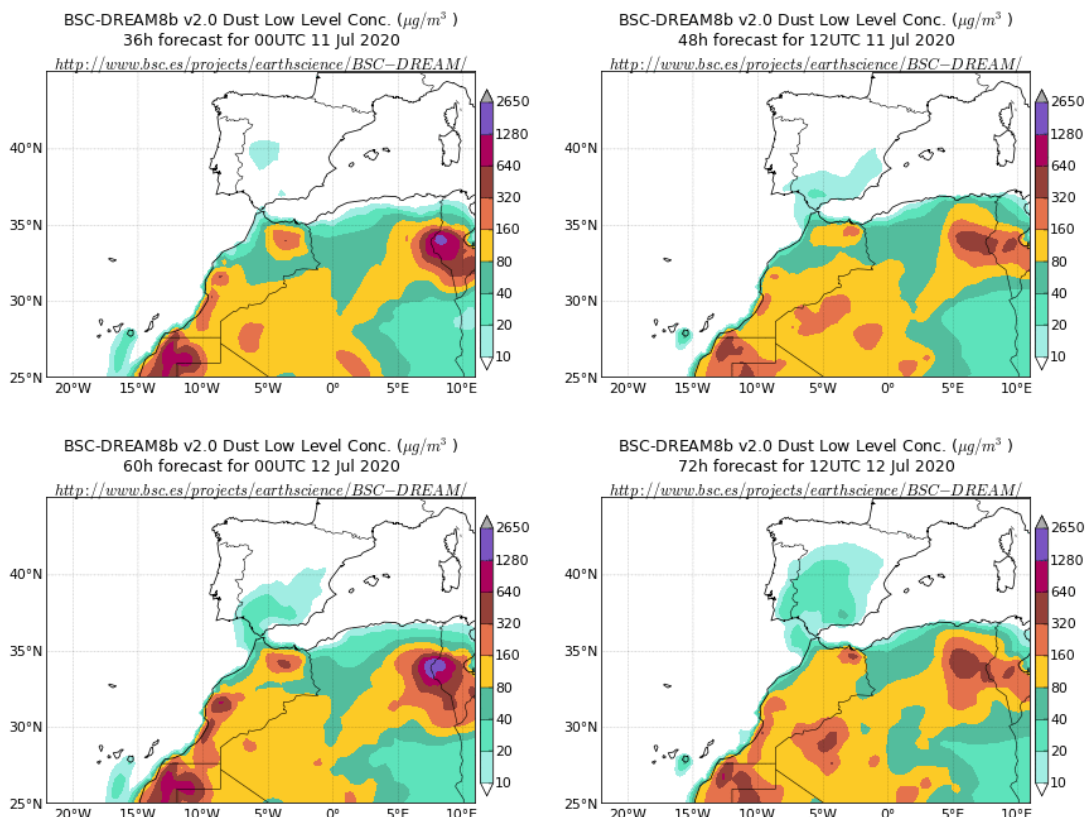 BSC-DREAM8b v2.0 Dust Low Level Conc. (μg/m³ )
36h forecast for 00UTC 11 Jul 2020
http://www.bsc.es/projects/earthscience/BSC−DREAM/
40°N
35°N
30°N
25°N
20°W 15°W 10°W 5°W 0°E 5°E 10°E
2650
1280
640
320
160
80
40
20
10
BSC-DREAM8b v2.0 Dust Low Level Conc. (μg/m³ )
48h forecast for 12UTC 11 Jul 2020
http://www.bsc.es/projects/earthscience/BSC−DREAM/
40°N
35°N
30°N
25°N
20°W 15°W 10°W 5°W 0°E 5°E 10°E
2650
1280
640
320
160
80
40
20
10
BSC-DREAM8b v2.0 Dust Low Level Conc. (μg/m³ )
60h forecast for 00UTC 12 Jul 2020
http://www.bsc.es/projects/earthscience/BSC−DREAM/
40°N
35°N
30°N
25°N
20°W 15°W 10°W 5°W 0°E 5°E 10°E
2650
1280
640
320
160
80
40
20
10
BSC-DREAM8b v2.0 Dust Low Level Conc. (μg/m³ )
72h forecast for 12UTC 12 Jul 2020
http://www.bsc.es/projects/earthscience/BSC−DREAM/
40°N
35°N
30°N
25°N
20°W 15°W 10°W 5°W 0°E 5°E 10°E
2650
1280
640
320
160
80
40
20
10